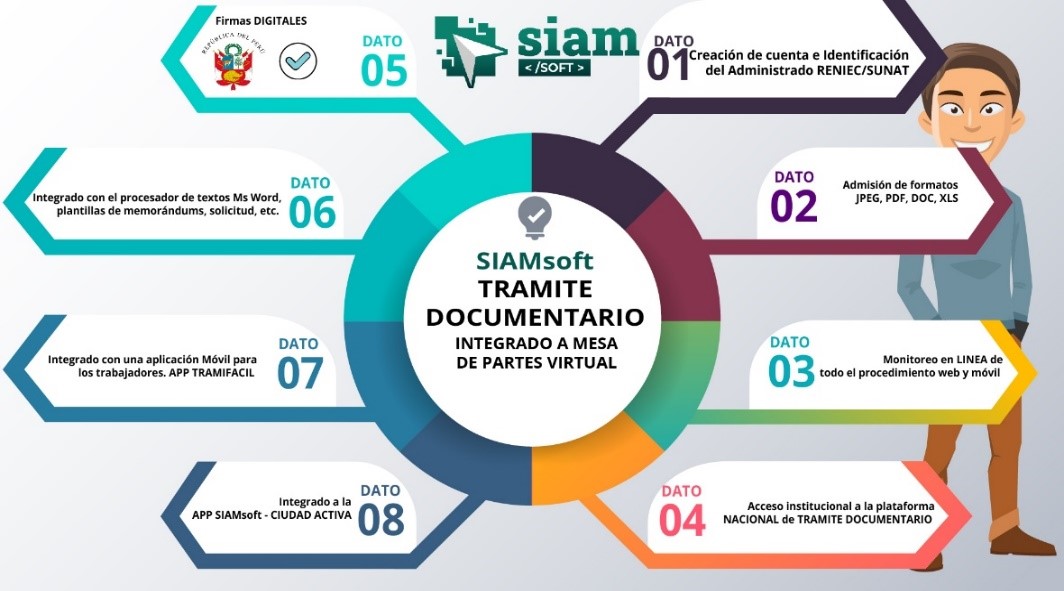 siam
</SOFT >
SIAMsoft
TRAMITE
DOCUMENTARIO
INTEGRADO A MESA
DE PARTES VIRTUAL
DATO
01
Creación de cuenta e Identificación
del Administrado RENIEC/SUNAT
DATO
02
Admisión de formatos
JPEG, PDF, DOC, XLS
DATO
03
Monitoreo en LINEA de
todo el procedimiento web y móvil
DATO
04
Acceso institucional a la plataforma
NACIONAL de TRAMITE DOCUMENTARIO
Firmas DIGITALES
REPÚBLICA DEL PERÚ
DATO
05
Integrado con el procesador de textos Ms Word,
plantillas de memorándums, solicitud, etc.
DATO
06
Integrado con una aplicación Móvil para
los trabajadores. APP TRAMIFACIL
DATO
07
Integrado a la
APP SIAMsoft - CIUDAD ACTIVA
DATO
08